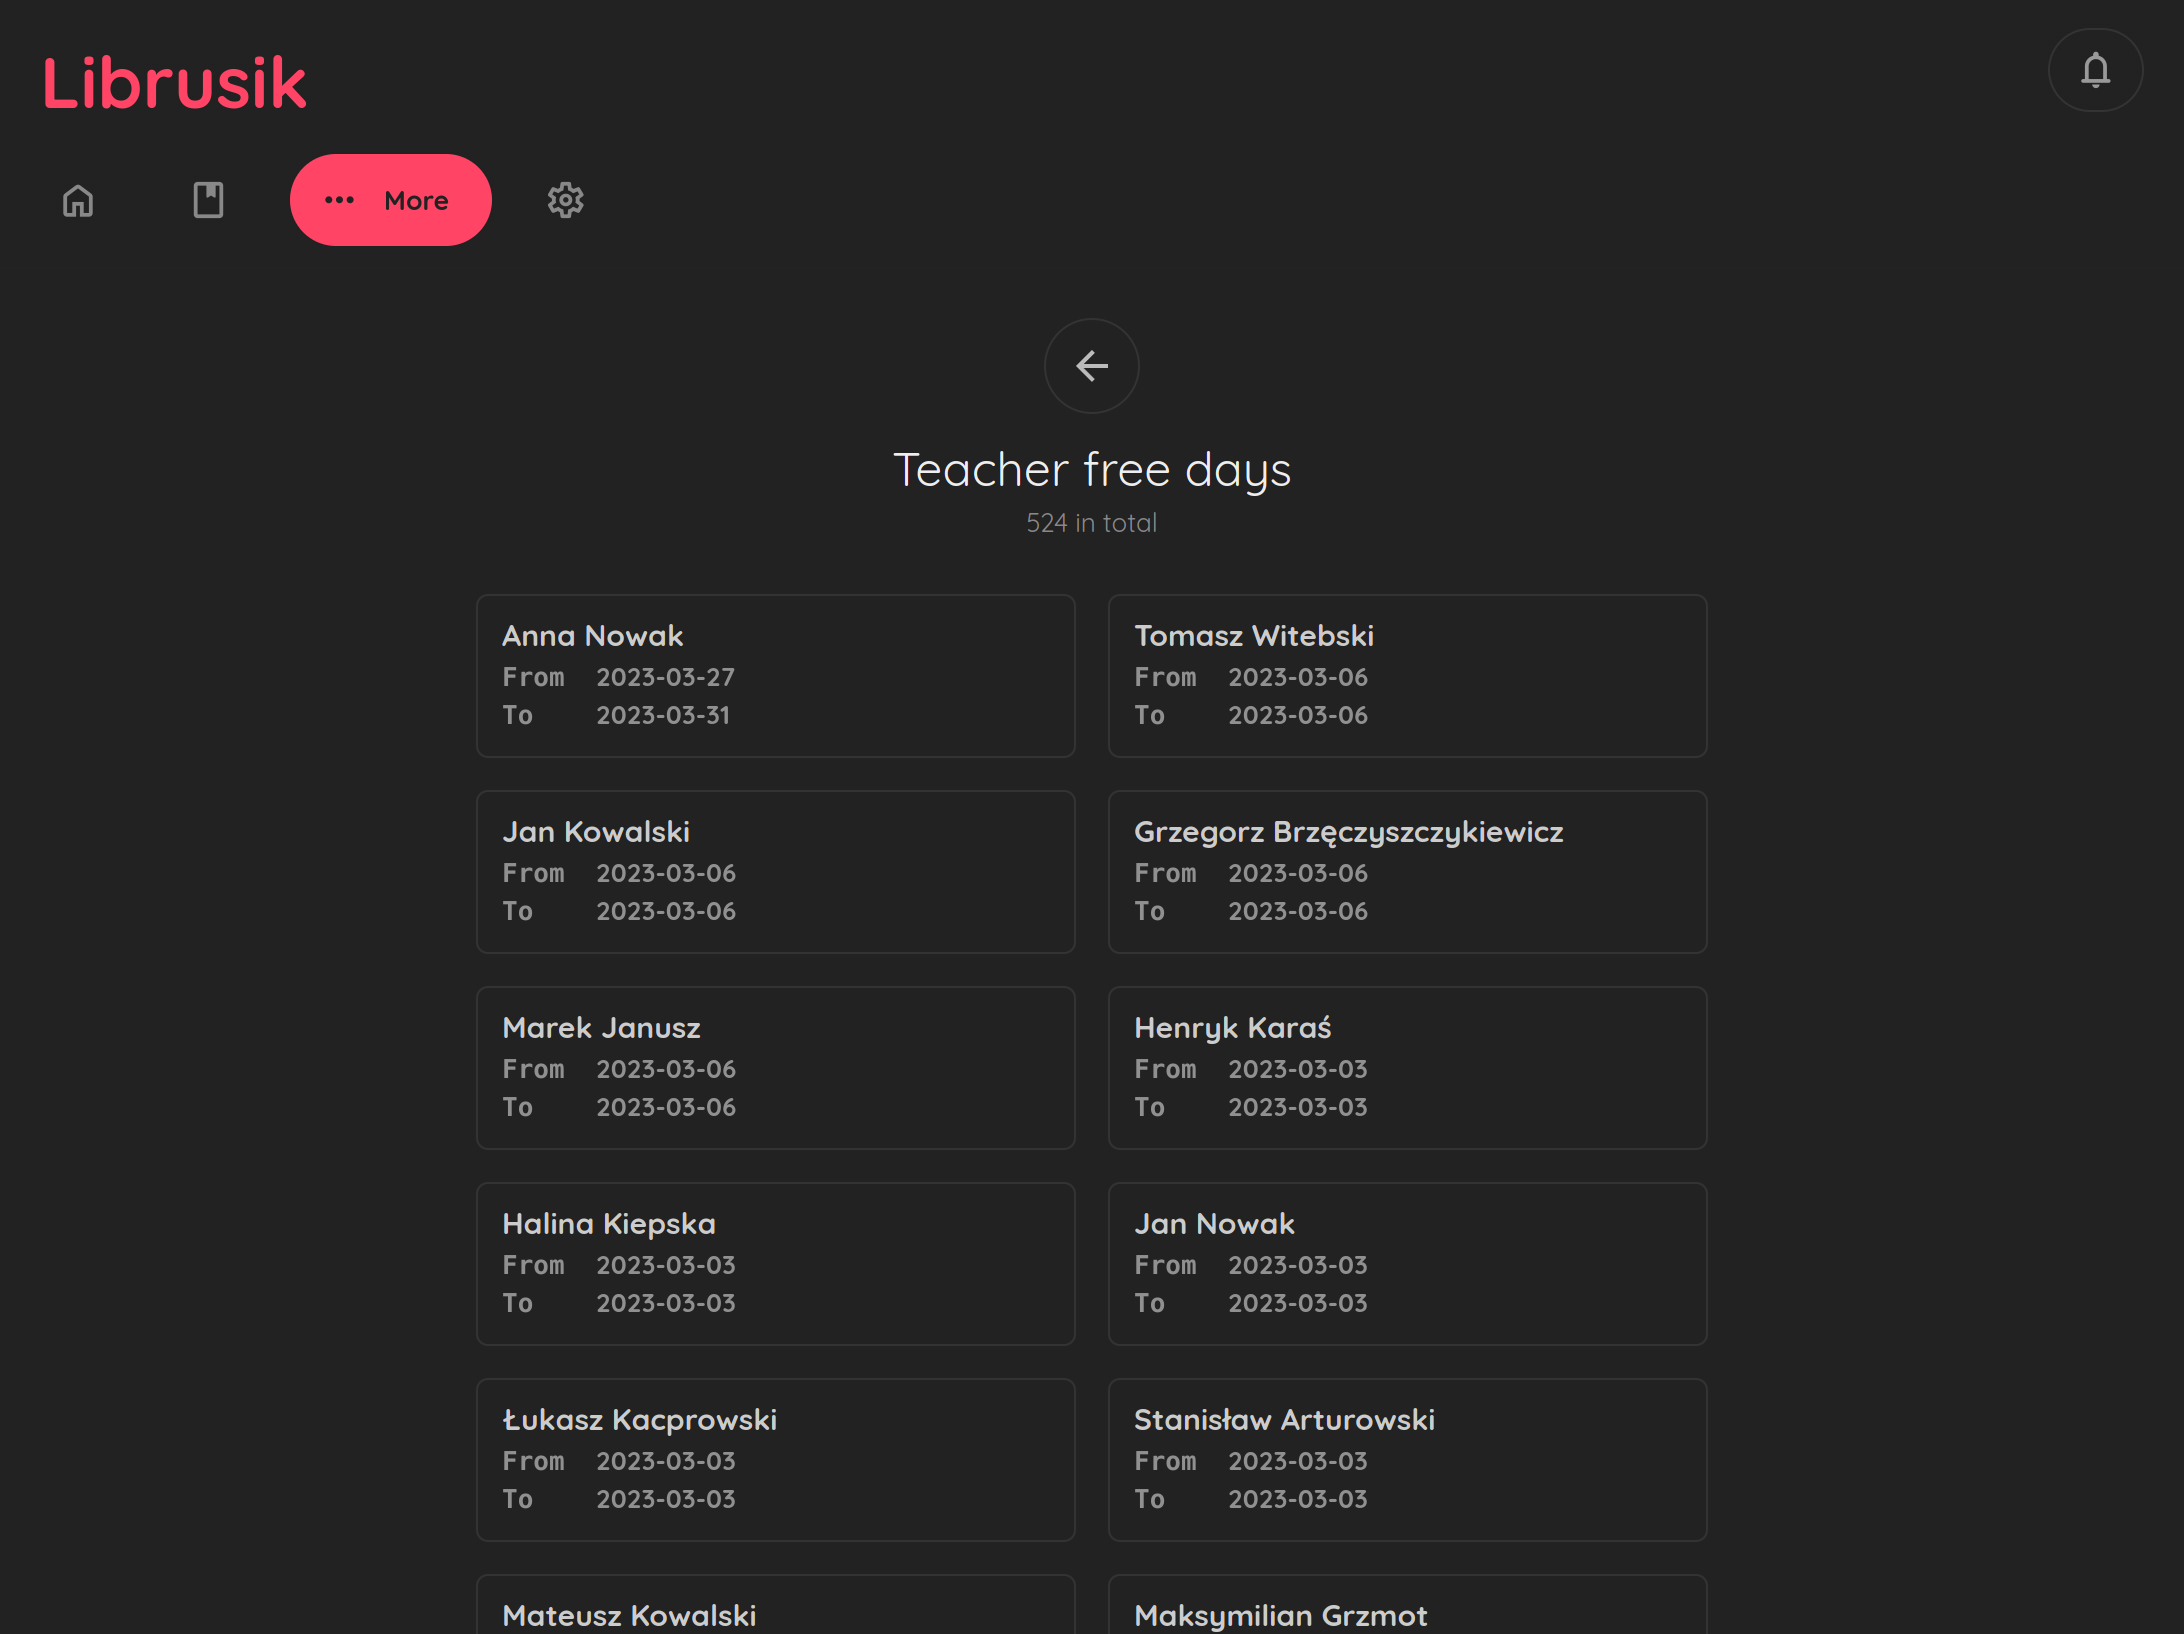 Librusik
More
Teacher free days
524 in total
Anna Nowak
From 2023-03-27
To 2023-03-31
Tomasz Witebski
From 2023-03-06
To 2023-03-06
Jan Kowalski
From 2023-03-06
To 2023-03-06
Grzegorz Brzęczyszczykiewicz
From 2023-03-06
To 2023-03-06
Marek Janusz
From 2023-03-06
To 2023-03-06
Henryk Karaś
From 2023-03-03
To 2023-03-03
Halina Kiepska
From 2023-03-03
To 2023-03-03
Jan Nowak
From 2023-03-03
To 2023-03-03
Łukasz Kacprowski
From 2023-03-03
To 2023-03-03
Stanisław Arturowski
From 2023-03-03
To 2023-03-03
Mateusz Kowalski
Maksymilian Grzmot